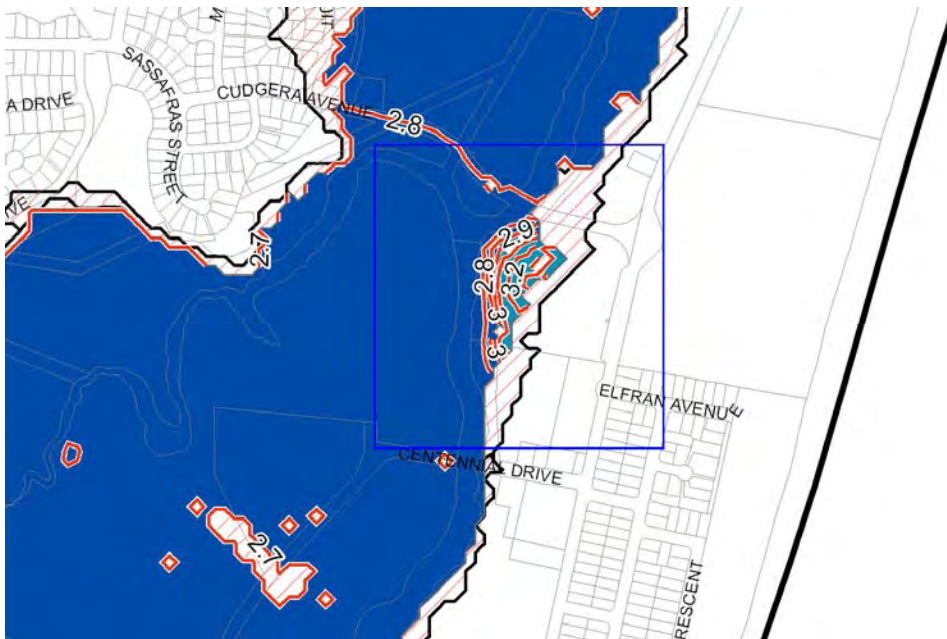 SASSAFRAS STREET
A DRIVE
CUDGERA AVENUE
2.8
2.7
2.9
2.8
3.2
3
3
ELFRAN AVENUE
CENTENNIAL DRIVE
2.7
RESCENT